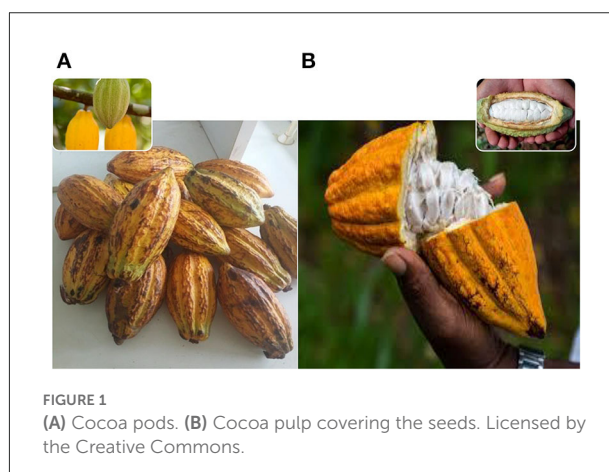 A
B
FIGURE 1
(A) Cocoa pods. (B) Cocoa pulp covering the seeds. Licensed by
the Creative Commons.